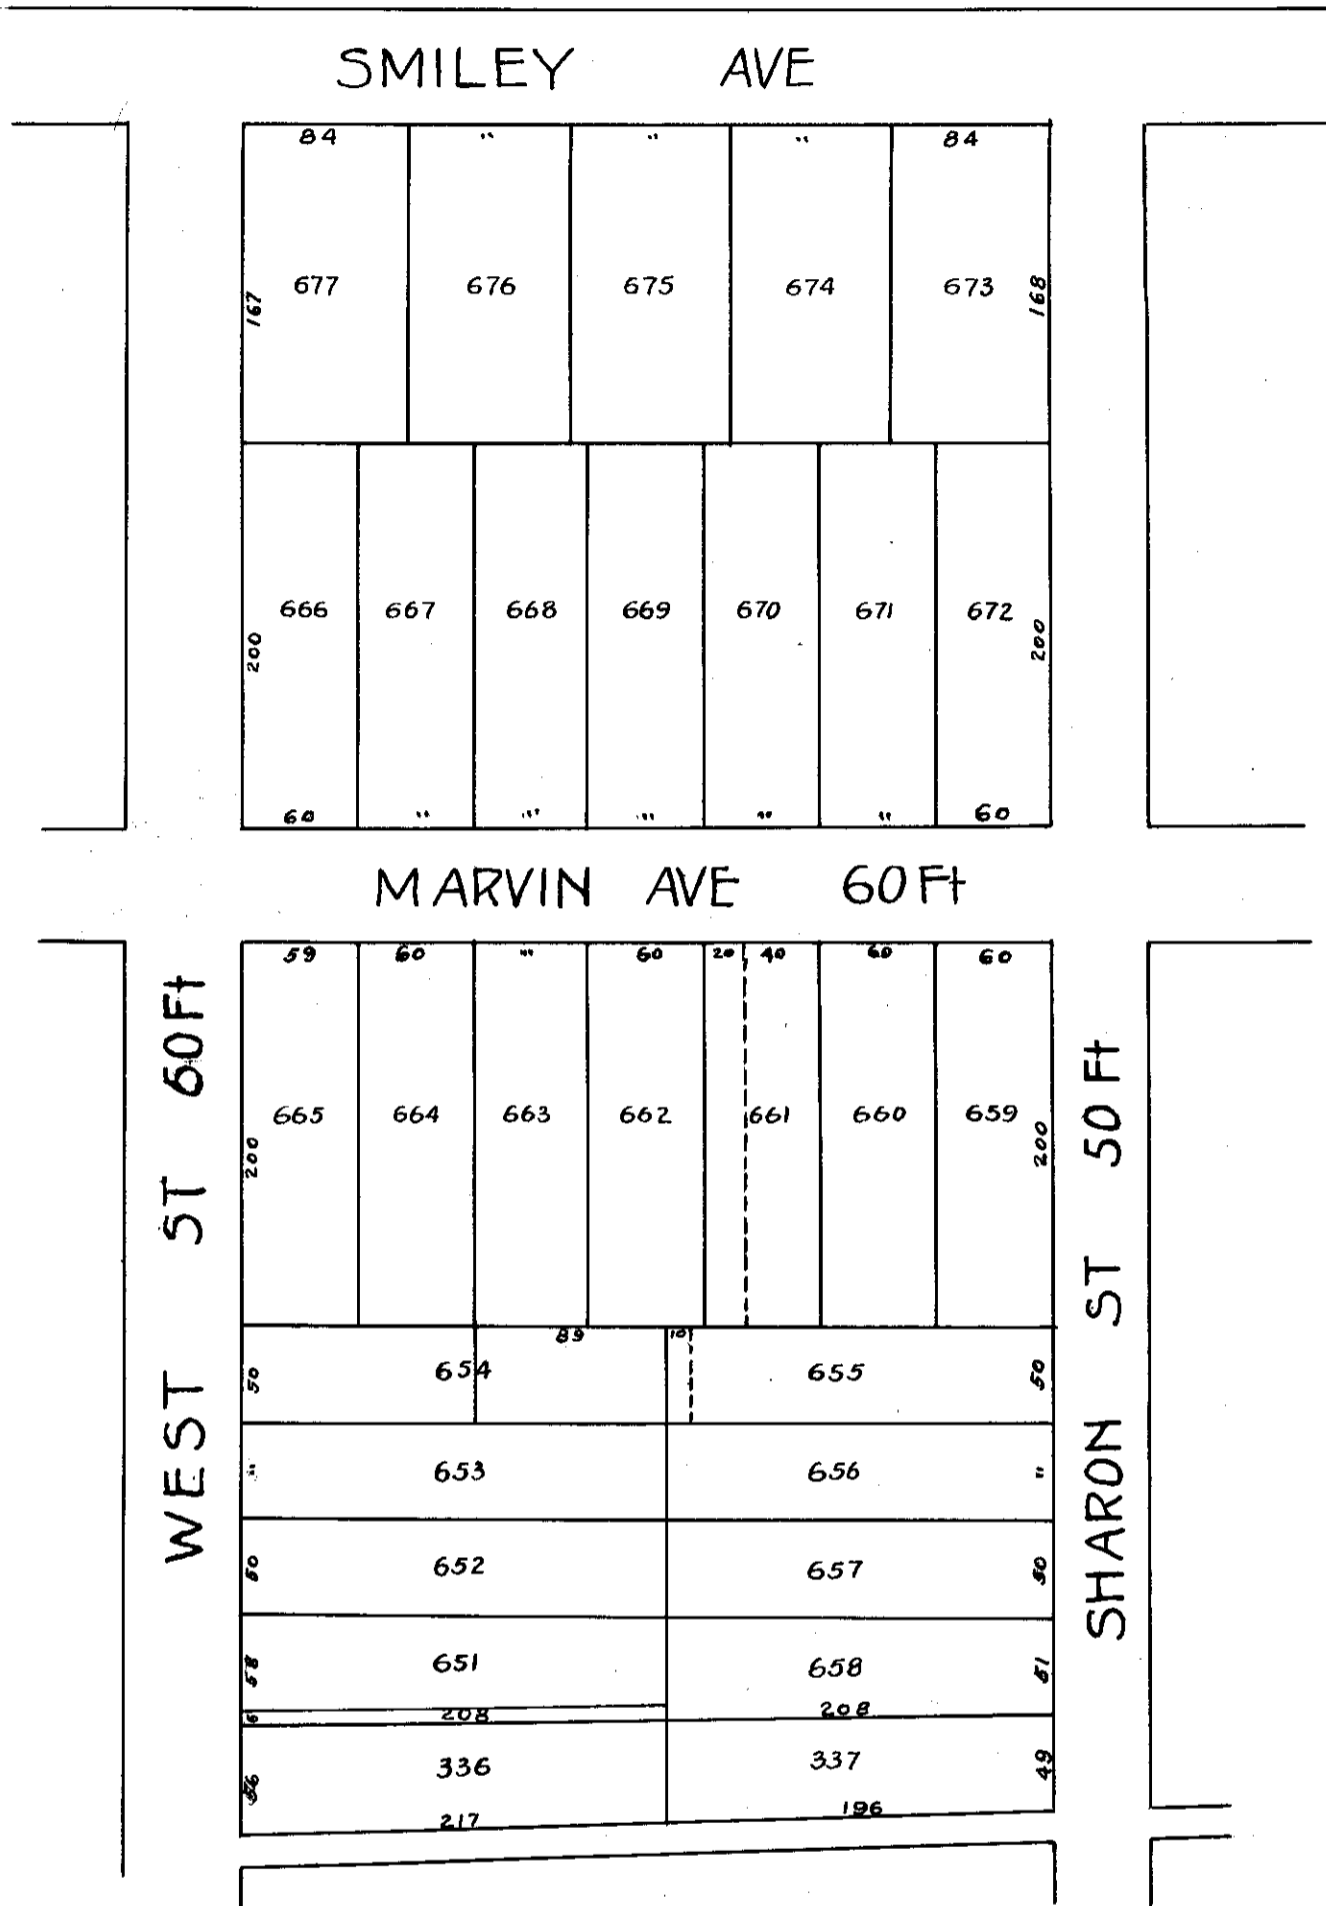 SMILEY AVE
84 " " " 84
677 676 675 674 673
167 168
666 667 668 669 670 671 672
200 200
60 " " " " " 60
MARVIN AVE 60Ft
59 60 " 60 20 40 60 60
WEST ST 60Ft
SHARON ST 50Ft
665 664 663 662 661 660 659
200 200
89 10
50 654 655 50
" 653 656 "
50 652 657 50
58 651 658 51
6 208 208
56 336 337 49
217 196